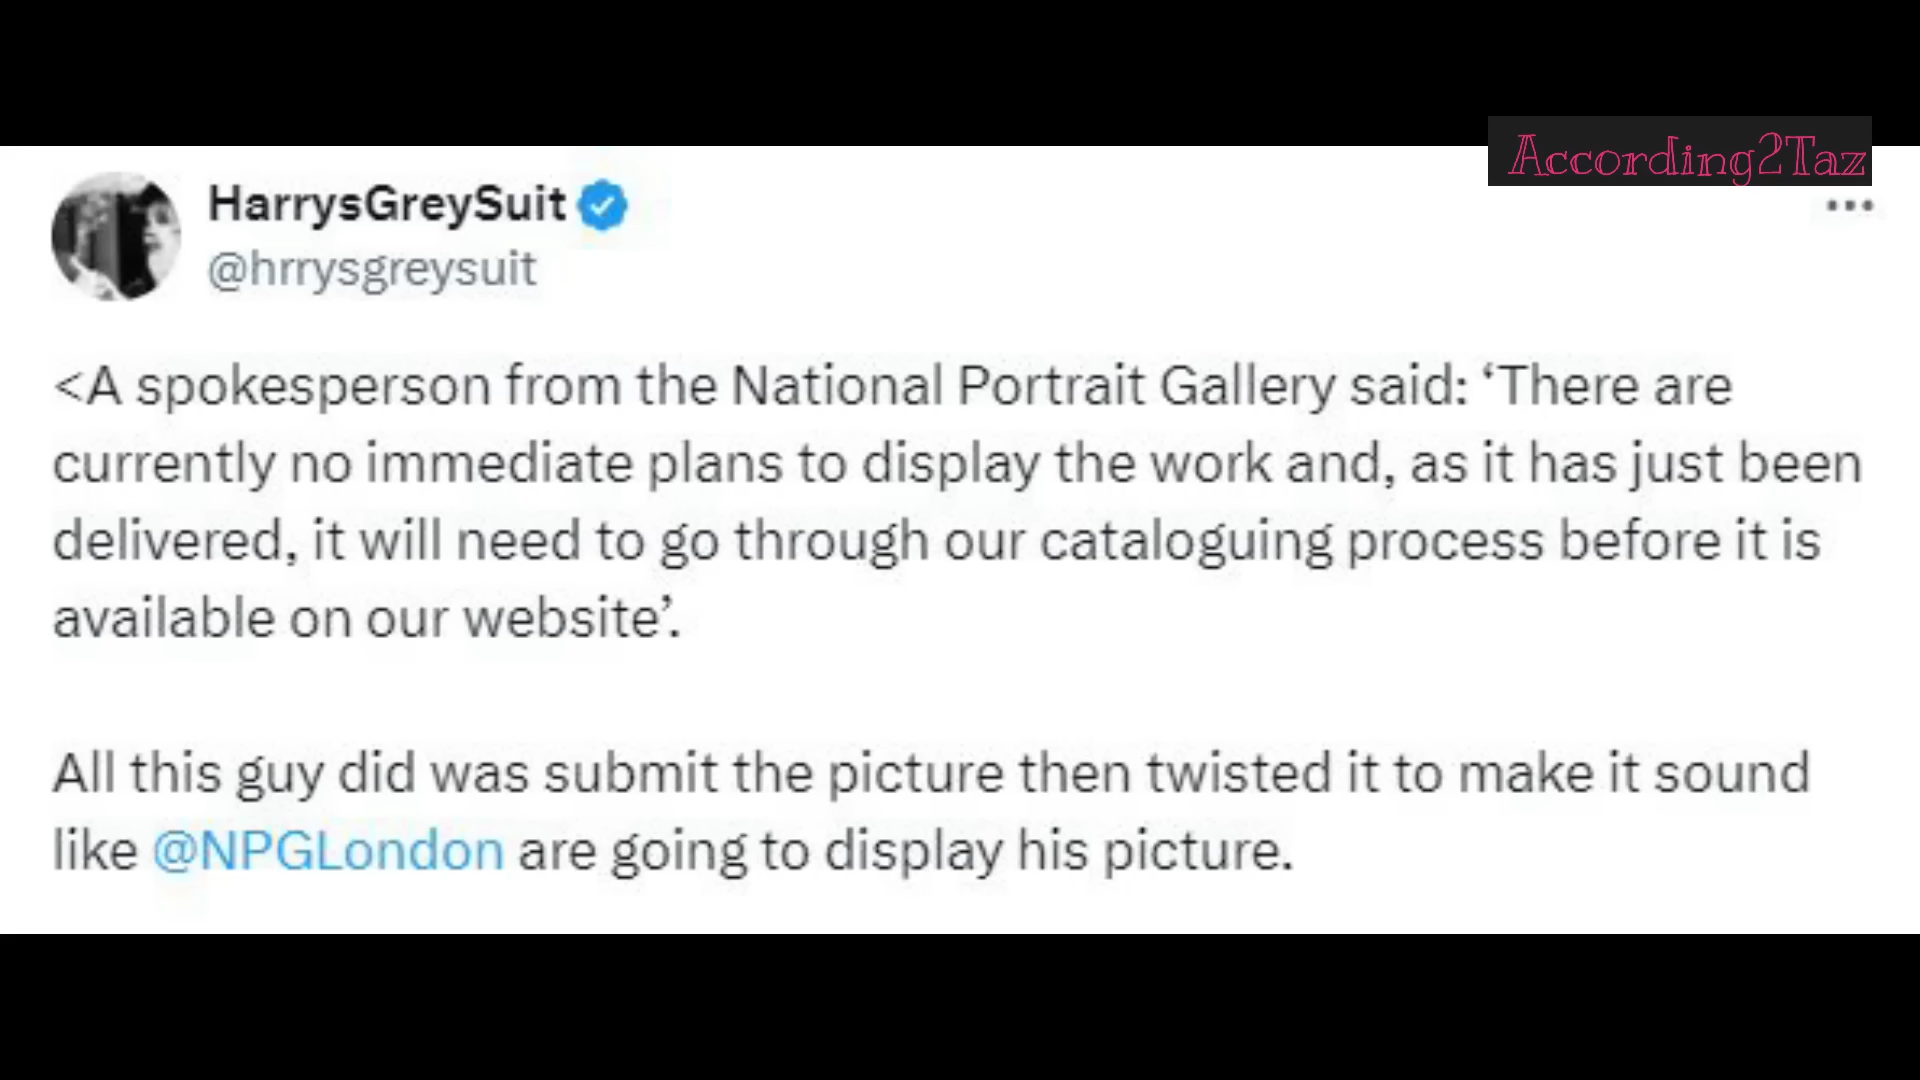 According2Taz
HarrysGreySuit
@hrrysgreysuit
<A spokesperson from the National Portrait Gallery said: ‘There are
currently no immediate plans to display the work and, as it has just been
delivered, it will need to go through our cataloguing process before it is
available on our website’.
All this guy did was submit the picture then twisted it to make it sound
like @NPGLondon are going to display his picture.